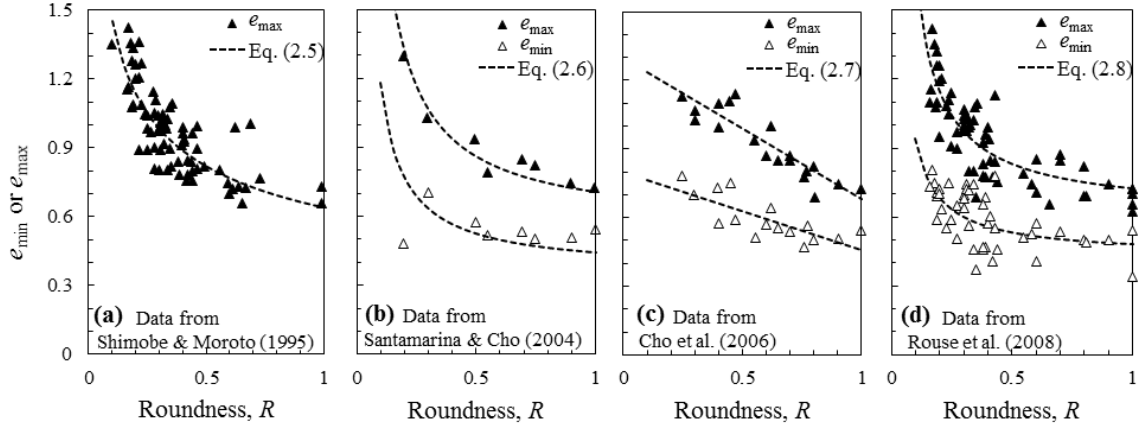 1.5
1.2
0.9
0.6
0.3
0
e_min or e_max
e_max
Eq. (2.5)
(a) Data from
Shimobe & Moroto (1995)
0 0.5 1
Roundness, R
e_max
e_min
Eq. (2.6)
(b) Data from
Santamarina & Cho (2004)
0 0.5 1
Roundness, R
e_max
e_min
Eq. (2.7)
(c) Data from
Cho et al. (2006)
0 0.5 1
Roundness, R
e_max
e_min
Eq. (2.8)
(d) Data from
Rouse et al. (2008)
0 0.5 1
Roundness, R